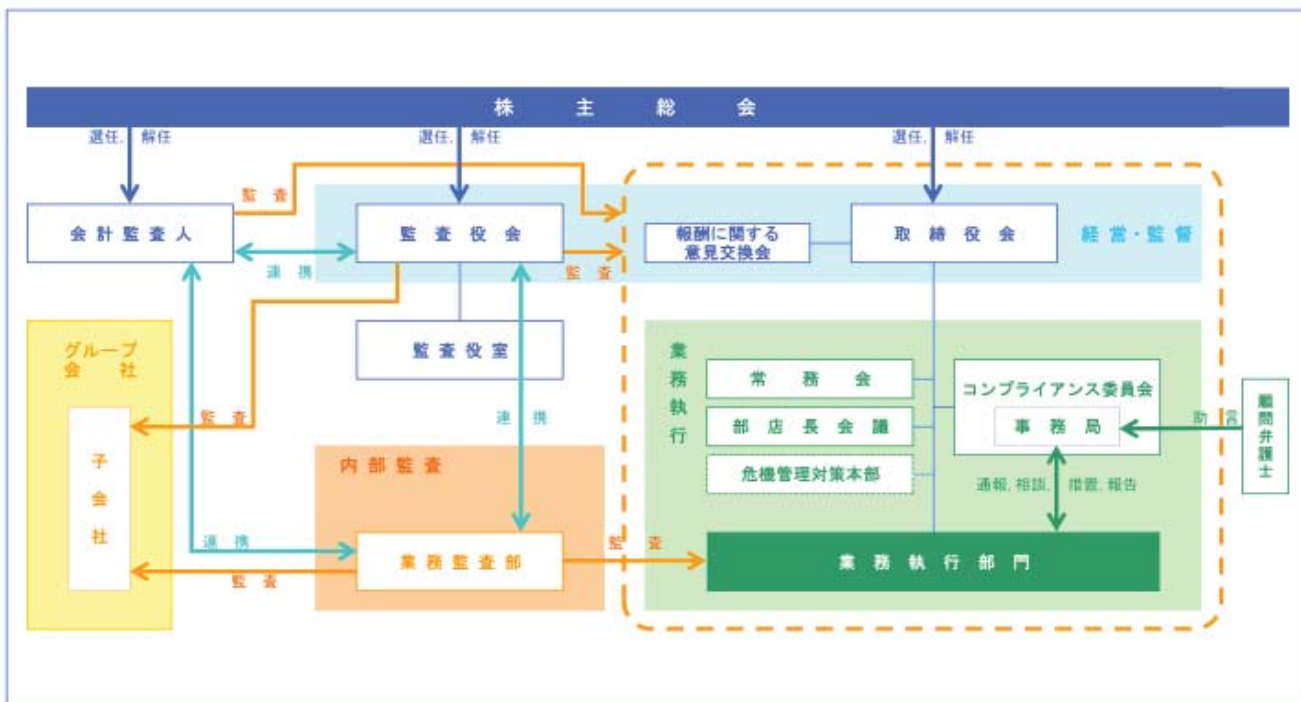 株主総会
選任, 解任
選任, 解任
選任, 解任
監査
会計監査人
監査役会
報酬に関する
意見交換会
取締役会
経営・監督
連携
監査
グループ
会社
監査役室
業務執行
常務会
コンプライアンス委員会
部店長会議
事務局
助言
顧問弁護士
監査
連携
子会社
内部監査
危機管理対策本部
通報, 相談, 措置, 報告
連携
業務監査部
監査
業務執行部門
監査